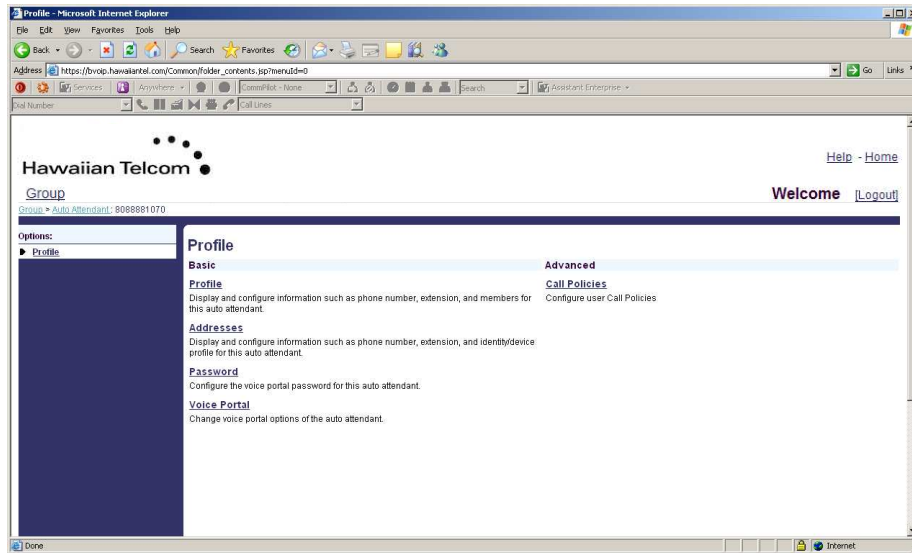 Profile - Microsoft Internet Explorer
File Edit View Favorites Tools Help
Back Search Favorites
Address https://bvoip.hawaiiantel.com/Common/folder_contents.jsp?menuId=0 Go Links
Services Anywhere CommPilot - None Search Assistant Enterprise
Dial Number Call Lines
Hawaiian Telcom
Help - Home
Group
Welcome [Logout]
Group > Auto Attendant : 8088881070
Options:
Profile
Profile
Basic Advanced
Profile
Display and configure information such as phone number, extension, and members for
this auto attendant.
Call Policies
Configure user Call Policies
Addresses
Display and configure information such as phone number, extension, and identity/device
profile for this auto attendant.
Password
Configure the voice portal password for this auto attendant.
Voice Portal
Change voice portal options of the auto attendant.
Done Internet